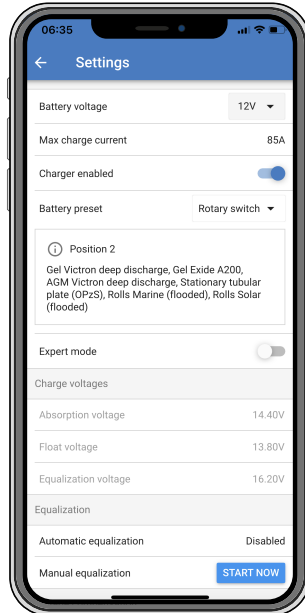 06:35
Settings
Battery voltage 12V
Max charge current 85A
Charger enabled
Battery preset Rotary switch
Position 2
Gel Victron deep discharge, Gel Exide A200,
AGM Victron deep discharge, Stationary tubular
plate (OPzS), Rolls Marine (flooded), Rolls Solar
(flooded)
Expert mode
Charge voltages
Absorption voltage 14.40V
Float voltage 13.80V
Equalization voltage 16.20V
Equalization
Automatic equalization Disabled
Manual equalization START NOW